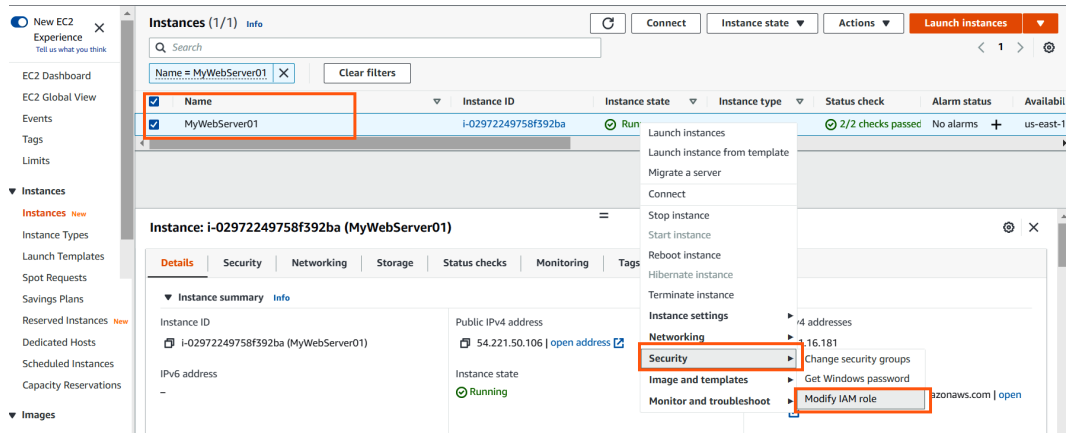 New EC2
Experience
Tell us what you think
EC2 Dashboard
EC2 Global View
Events
Tags
Limits
Instances
Instances New
Instance Types
Launch Templates
Spot Requests
Savings Plans
Reserved Instances New
Dedicated Hosts
Scheduled Instances
Capacity Reservations
Images
Instances (1/1) Info
Connect
Instance state
Actions
Launch instances
Search
1
Name = MyWebServer01
Clear filters
Name Instance ID Instance state Instance type Status check Alarm status Availabil
MyWebServer01 i-02972249758f392ba Run 2/2 checks passed No alarms us-east-1
Launch instances
Launch instance from template
Migrate a server
Connect
Stop instance
Start instance
Reboot instance
Hibernate instance
Terminate instance
Instance settings
Networking
Security
Image and templates
Monitor and troubleshoot
Change security groups
Get Windows password
Modify IAM role
Instance: i-02972249758f392ba (MyWebServer01)
Details Security Networking Storage Status checks Monitoring Tags
Instance summary Info
Instance ID
i-02972249758f392ba (MyWebServer01)
IPv6 address
–
Public IPv4 address
54.221.50.106 | open address
Instance state
Running
v4 addresses
.16.181
azonaws.com | open